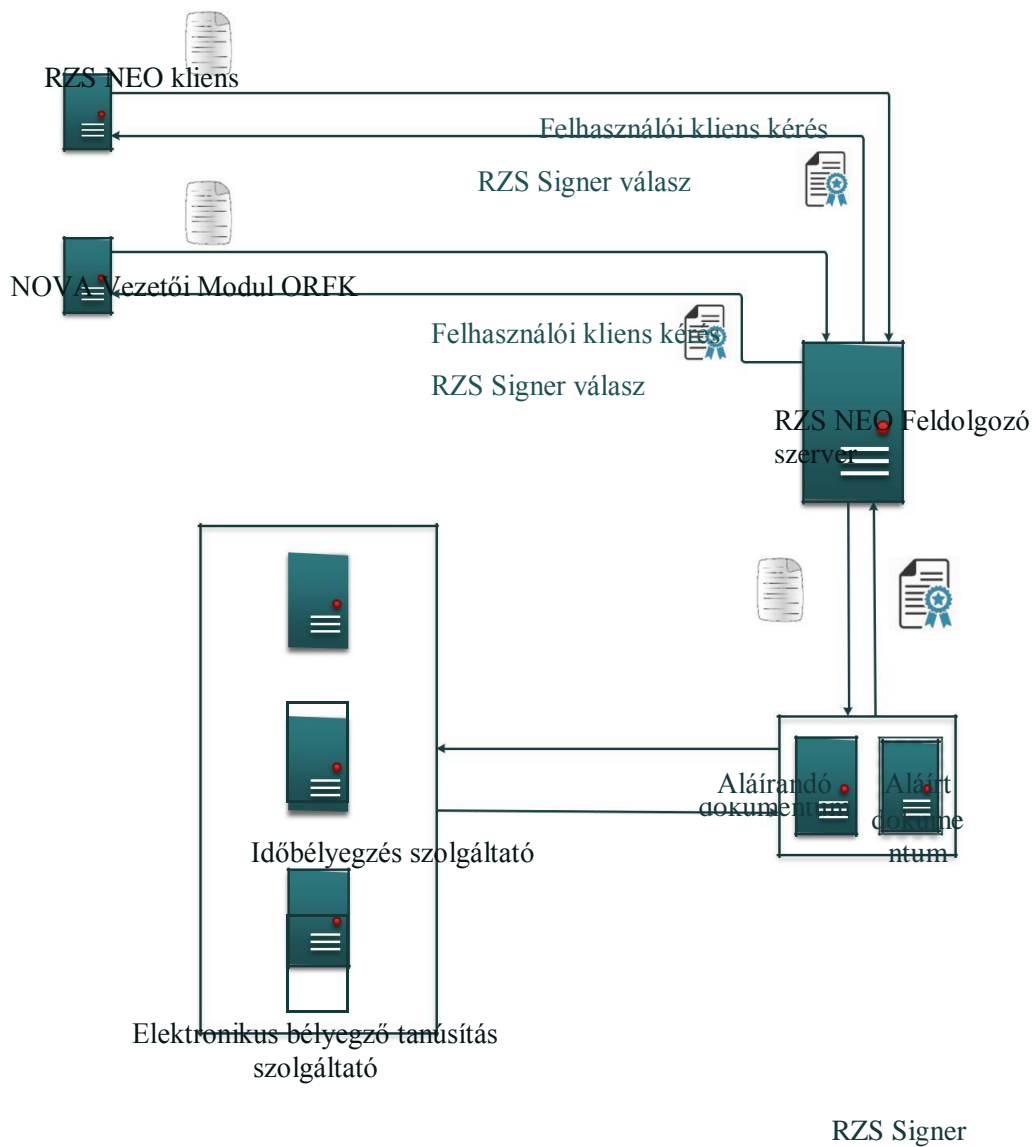 RZS NEO kliens
Felhasználói kliens kérés
RZS Signer válasz
NOVA Vezetői Modul ORFK
Felhasználói kliens kérés
RZS Signer válasz
RZS NEO Feldolgozó
szerver
Aláírandó
dokumentum
Aláírt
dokume
ntum
Időbélyegzés szolgáltató
Elektronikus bélyegző tanúsítás
szolgáltató
RZS Signer